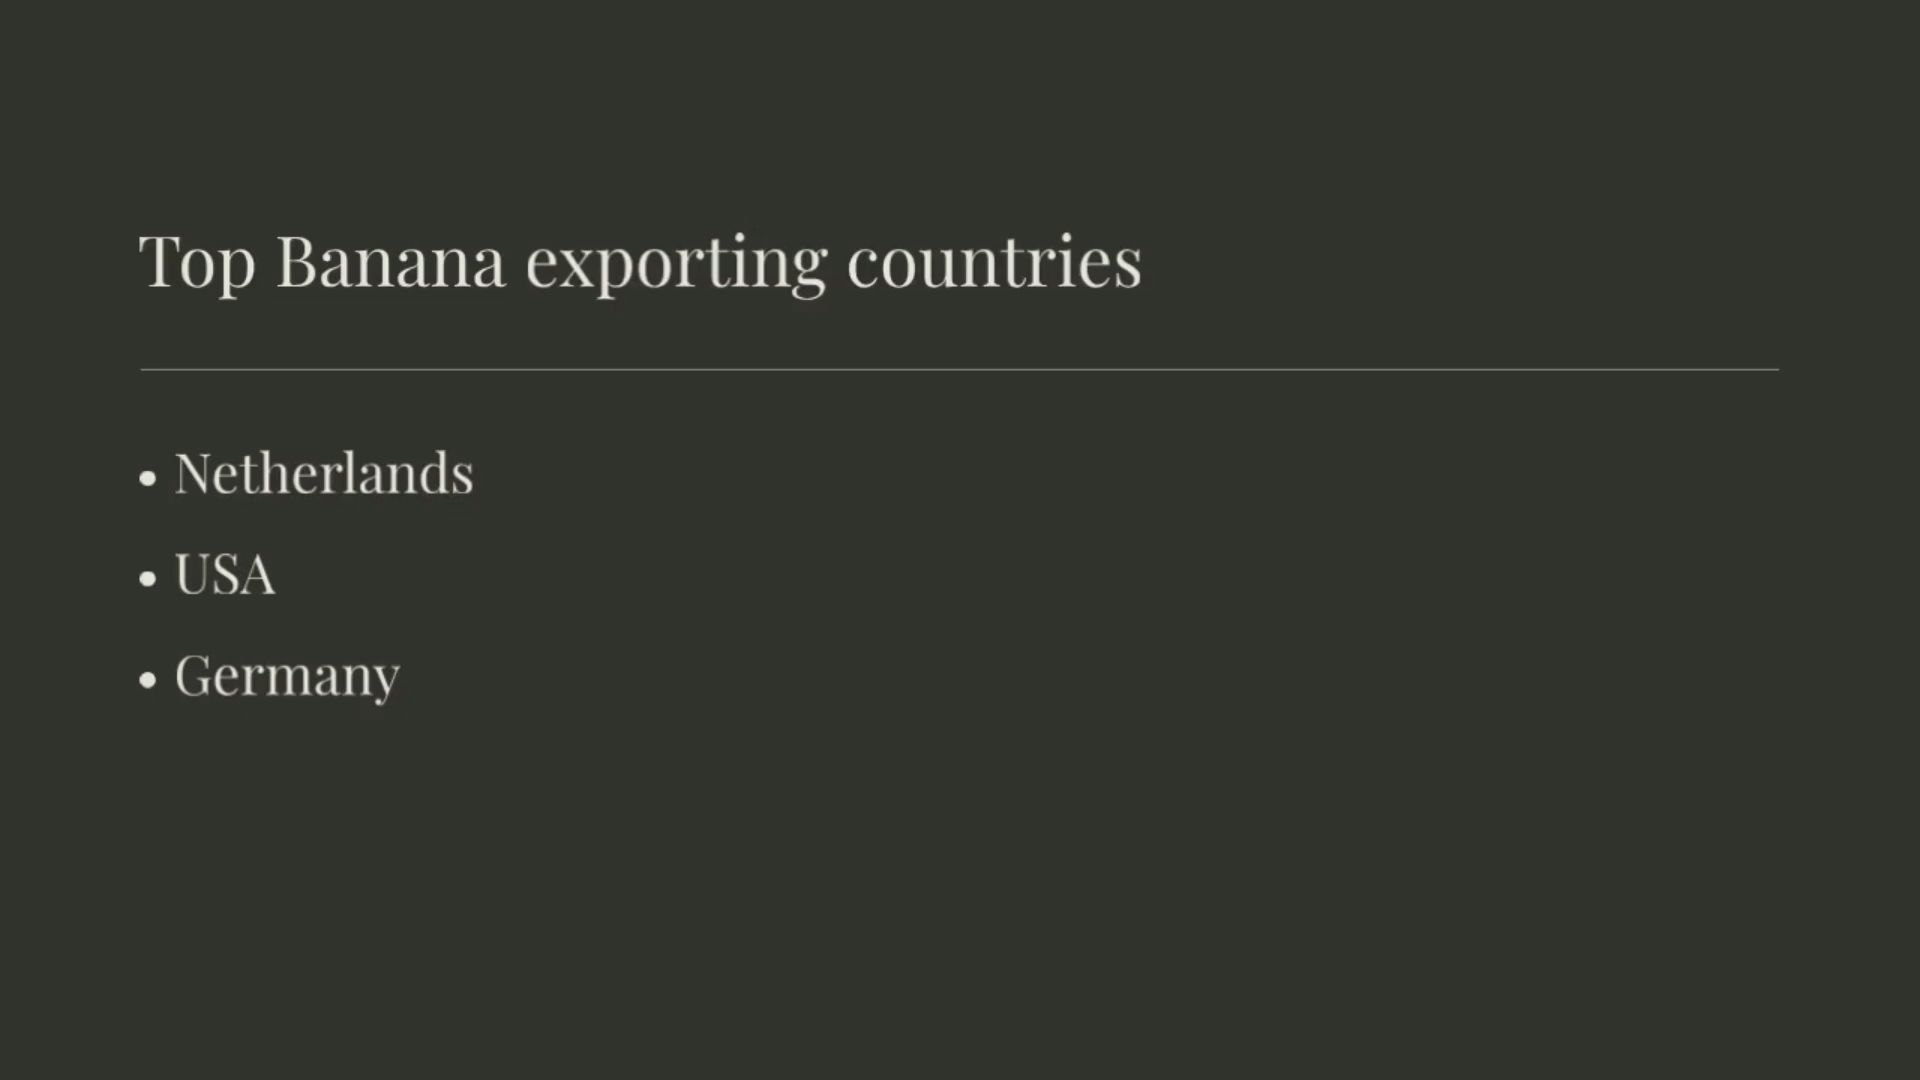 Top Banana exporting countries
• Netherlands
• USA
• Germany